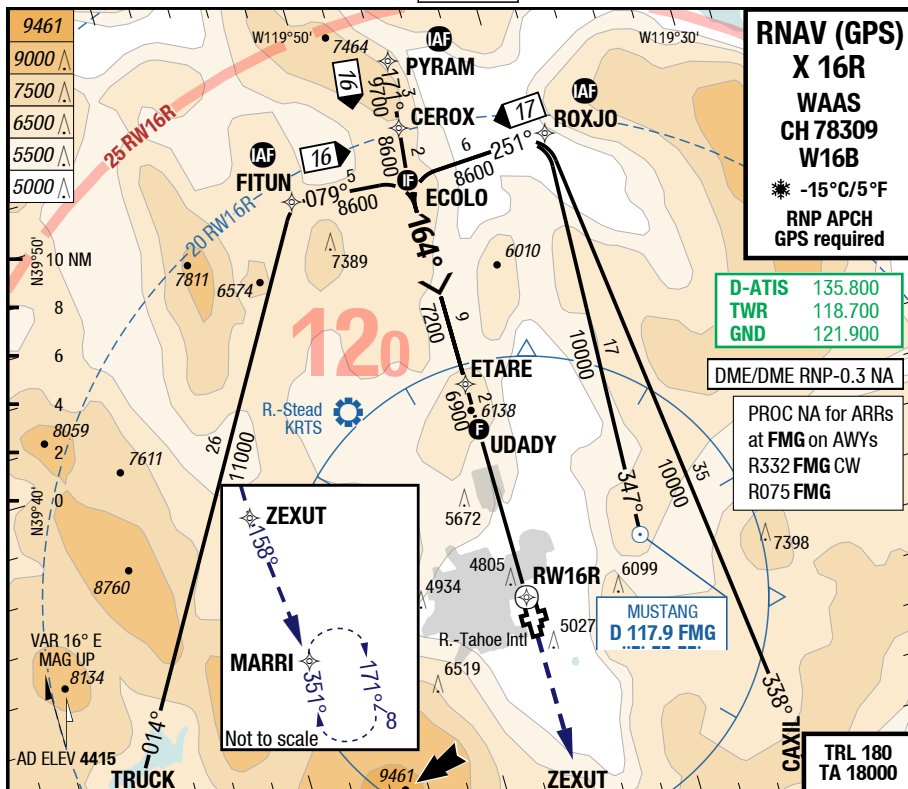 9461
9000
7500
6500
5500
5000
RNAV (GPS)
X 16R
WAAS
CH 78309
W16B
-15°C/5°F
RNP APCH
GPS required
D-ATIS 135.800
TWR 118.700
GND 121.900
DME/DME RNP-0.3 NA
PROC NA for ARRs
at FMG on AWYs
R332 FMG CW
R075 FMG
W119°50'
W119°30'
7464
IAF
PYRAM
16
171°
3
9700
CEROX
17
IAF
ROXJO
25 RW16R
IAF
FITUN
16
2
8600
6
251°
8600
079°
5
8600
IF
ECOLO
20 RW16R
164°
N39°50'
10 NM
8
6
4
2
0
N39°40'
7811
6574
7389
6010
9
7200
120
17
10000
ETARE
2
6900
6138
F
UDADY
R.-Stead
KRTS
8059
7611
26
11000
35
10000
347°
5672
7398
8760
4805
RW16R
6099
4934
5027
R.-Tahoe Intl
MUSTANG
D 117.9 FMG
6519
ZEXUT
158°
MARRI
351°
171°
8
Not to scale
VAR 16° E
MAG UP
8134
AD ELEV 4415
014°
TRUCK
9461
ZEXUT
338°
CAXIL
TRL 180
TA 18000